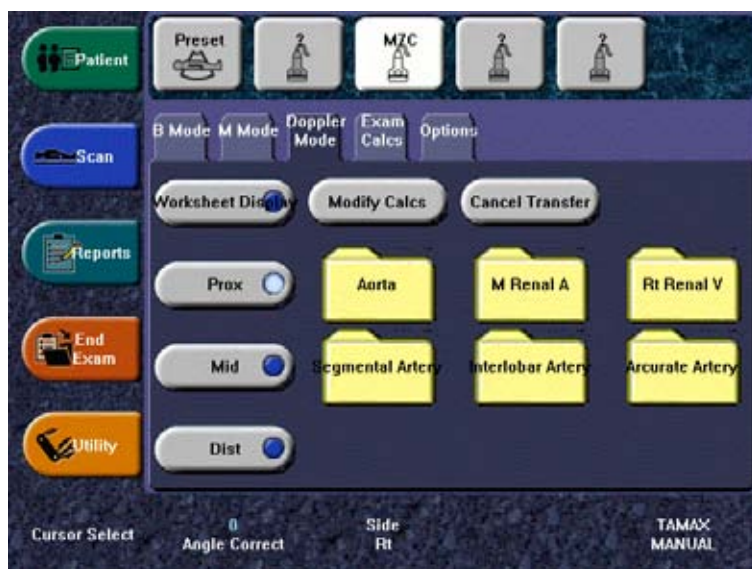 Patient
Preset
?
MZC
?
?
B Mode
M Mode
Doppler
Mode
Exam
Calcs
Options
Scan
Worksheet Display
Modify Calcs
Cancel Transfer
Reports
Prox
Aorta
M Renal A
Rt Renal V
End
Exam
Mid
Segmental Artery
Interlobar Artery
Arcurate Artery
Utility
Dist
Cursor Select
0
Angle Correct
Side
Rt
TAMAX
MANUAL